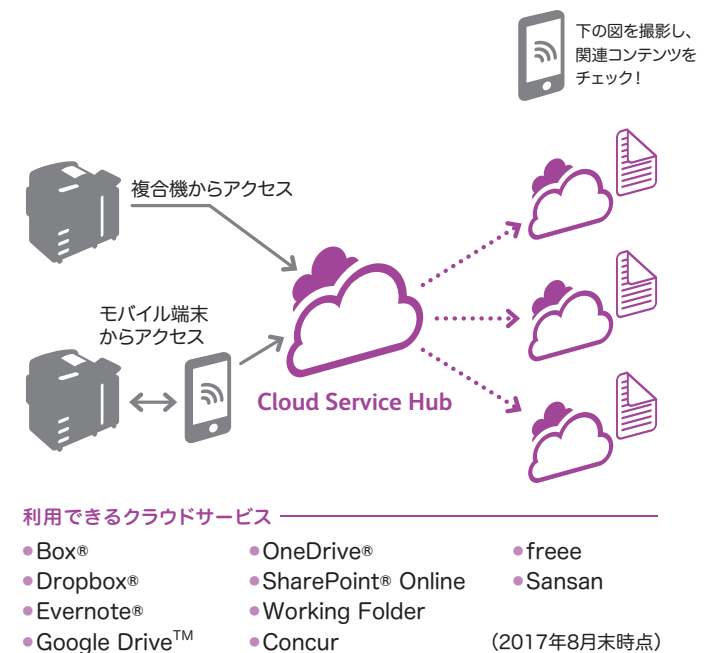 下の図を撮影し、
関連コンテンツを
チェック!
複合機からアクセス
モバイル端末
からアクセス
Cloud Service Hub
利用できるクラウドサービス
●Box®
●Dropbox®
●Evernote®
●Google Drive™
●OneDrive®
●SharePoint® Online
●Working Folder
●Concur
●freee
●Sansan
(2017年8月末時点)